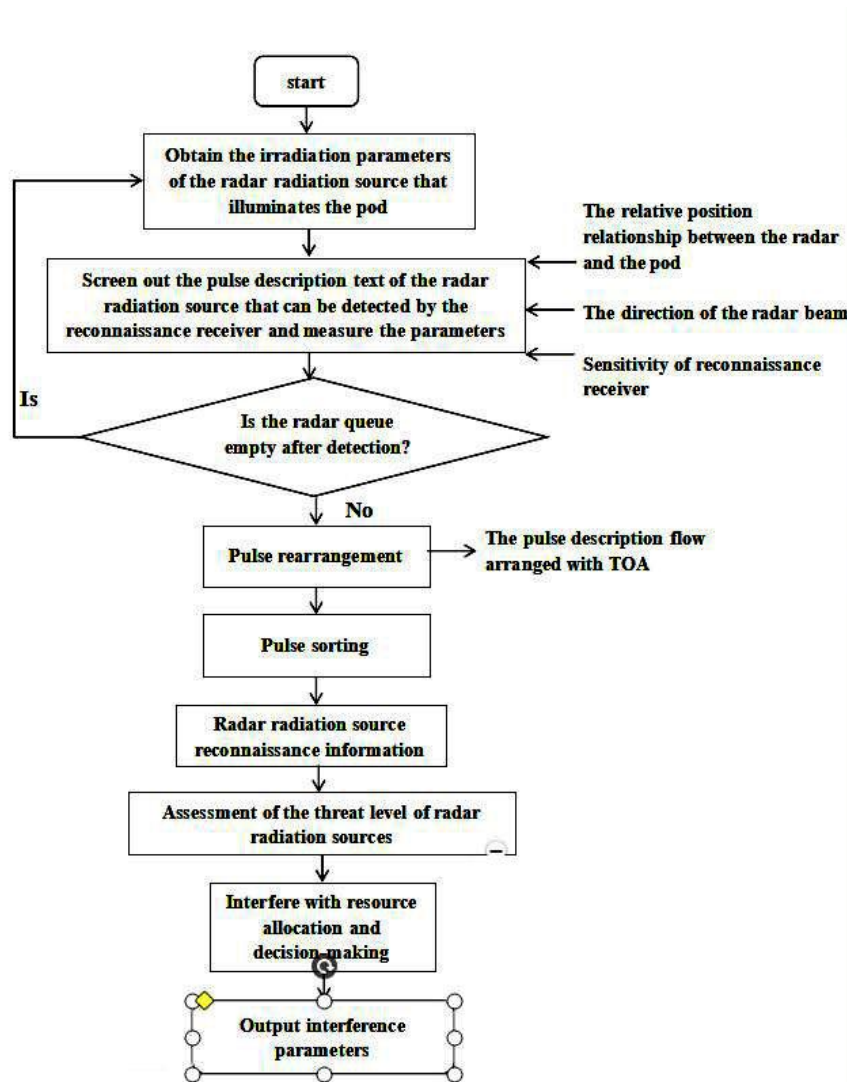 start
Obtain the irradiation parameters
of the radar radiation source that
illuminates the pod
The relative position
relationship between the radar
and the pod
Screen out the pulse description text of the radar
radiation source that can be detected by the
reconnaissance receiver and measure the parameters
The direction of the radar beam
Sensitivity of reconnaissance
receiver
Is
Is the radar queue
empty after detection?
No
Pulse rearrangement
The pulse description flow
arranged with TOA
Pulse sorting
Radar radiation source
reconnaissance information
Assessment of the threat level of radar
radiation sources
Interfere with resource
allocation and
decision-making
Output interference
parameters